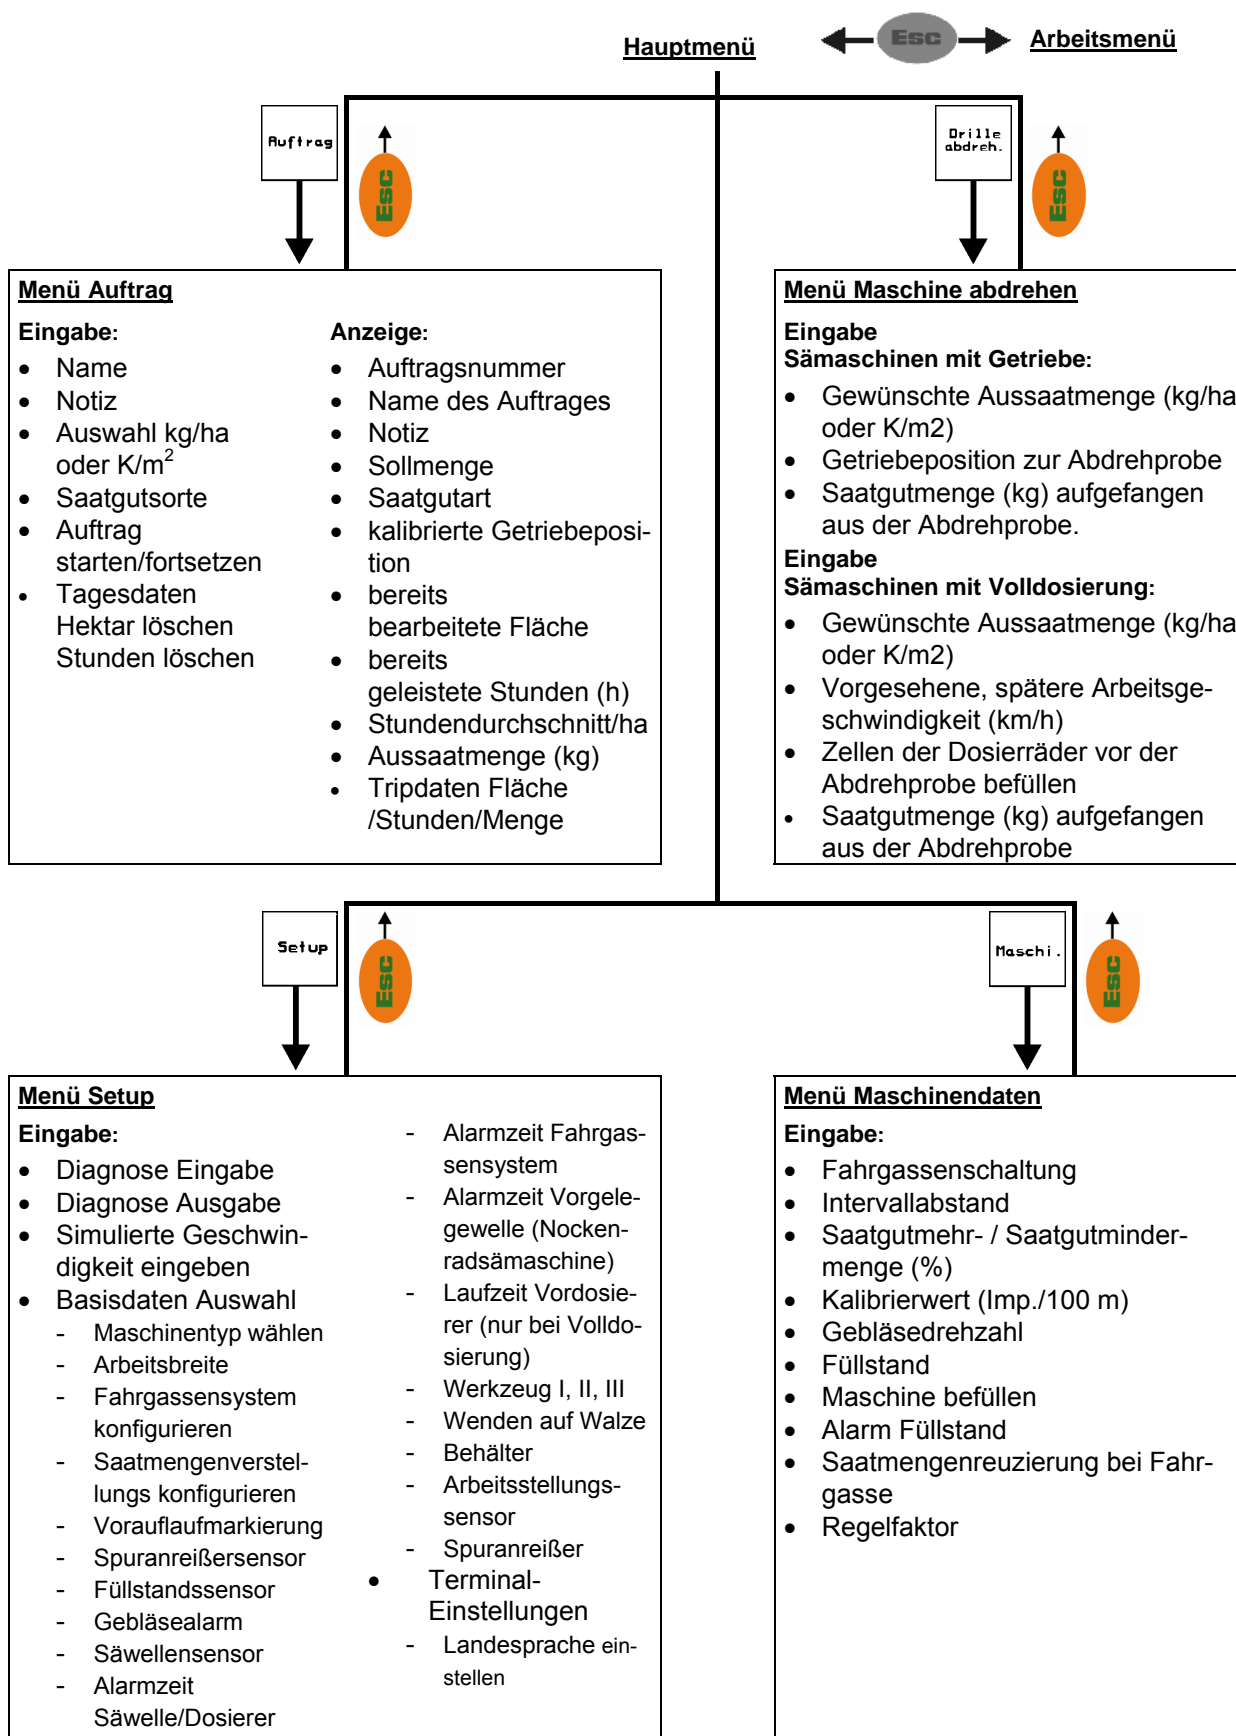 Hauptmenü
Esc
Arbeitsmenü
Auftrag
Esc
Drille
abdreh.
Esc
Menü Auftrag
Eingabe:
• Name
• Notiz
• Auswahl kg/ha
oder K/m²
• Saatgutsorte
• Auftrag
starten/fortsetzen
• Tagesdaten
Hektar löschen
Stunden löschen
Anzeige:
• Auftragsnummer
• Name des Auftrages
• Notiz
• Sollmenge
• Saatgutart
• kalibrierte Getriebeposi-
tion
• bereits
bearbeitete Fläche
• bereits
geleistete Stunden (h)
• Stundendurchschnitt/ha
• Aussaatmenge (kg)
• Tripdaten Fläche
/Stunden/Menge
Menü Maschine abdrehen
Eingabe
Sämaschinen mit Getriebe:
• Gewünschte Aussaatmenge (kg/ha
oder K/m2)
• Getriebeposition zur Abdrehprobe
• Saatgutmenge (kg) aufgefangen
aus der Abdrehprobe.
Eingabe
Sämaschinen mit Volldosierung:
• Gewünschte Aussaatmenge (kg/ha
oder K/m2)
• Vorgesehene, spätere Arbeitsge-
schwindigkeit (km/h)
• Zellen der Dosierräder vor der
Abdrehprobe befüllen
• Saatgutmenge (kg) aufgefangen
aus der Abdrehprobe
Setup
Esc
Maschi.
Esc
Menü Setup
Eingabe:
• Diagnose Eingabe
• Diagnose Ausgabe
• Simulierte Geschwin-
digkeit eingeben
• Basisdaten Auswahl
- Maschinentyp wählen
- Arbeitsbreite
- Fahrgassensystem
konfigurieren
- Saatmengenverstel-
lungs konfigurieren
- Vorauflaufmarkierung
- Spuranreißersensor
- Füllstandssensor
- Gebläsealarm
- Säwellensensor
- Alarmzeit
Säwelle/Dosierer
- Alarmzeit Fahrgas-
sensystem
- Alarmzeit Vorgele-
gewelle (Nocken-
radsämaschine)
- Laufzeit Vordosie-
rer (nur bei Volldo-
sierung)
- Werkzeug I, II, III
- Wenden auf Walze
- Behälter
- Arbeitsstellungs-
sensor
- Spuranreißer
• Terminal-
Einstellungen
- Landesprache ein-
stellen
Menü Maschinendaten
Eingabe:
• Fahrgassenschaltung
• Intervallabstand
• Saatgutmehr- / Saatgutminder-
menge (%)
• Kalibrierwert (Imp./100 m)
• Gebläsedrehzahl
• Füllstand
• Maschine befüllen
• Alarm Füllstand
• Saatmengenreuzierung bei Fahr-
gasse
• Regelfaktor